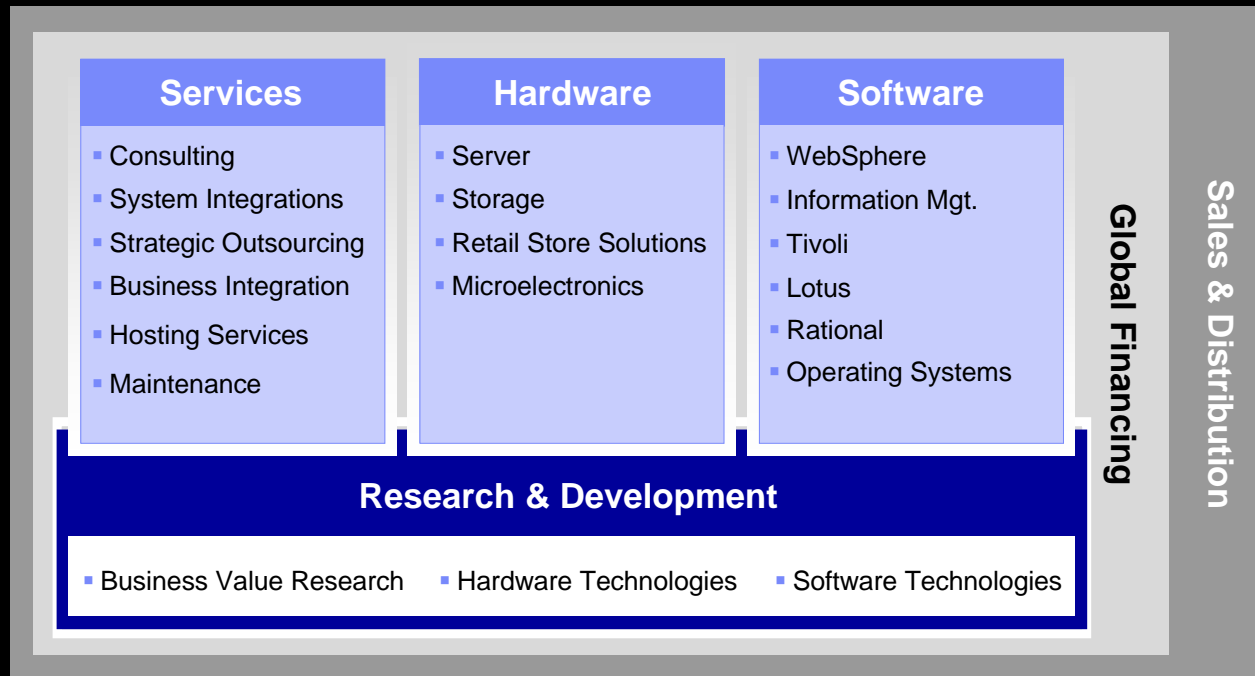 Services
Consulting
System Integrations
Strategic Outsourcing
Business Integration
Hosting Services
Maintenance
Hardware
Server
Storage
Retail Store Solutions
Microelectronics
Software
WebSphere
Information Mgt.
Tivoli
Lotus
Rational
Operating Systems
Research & Development
Business Value Research
Hardware Technologies
Software Technologies
Global Financing
Sales & Distribution